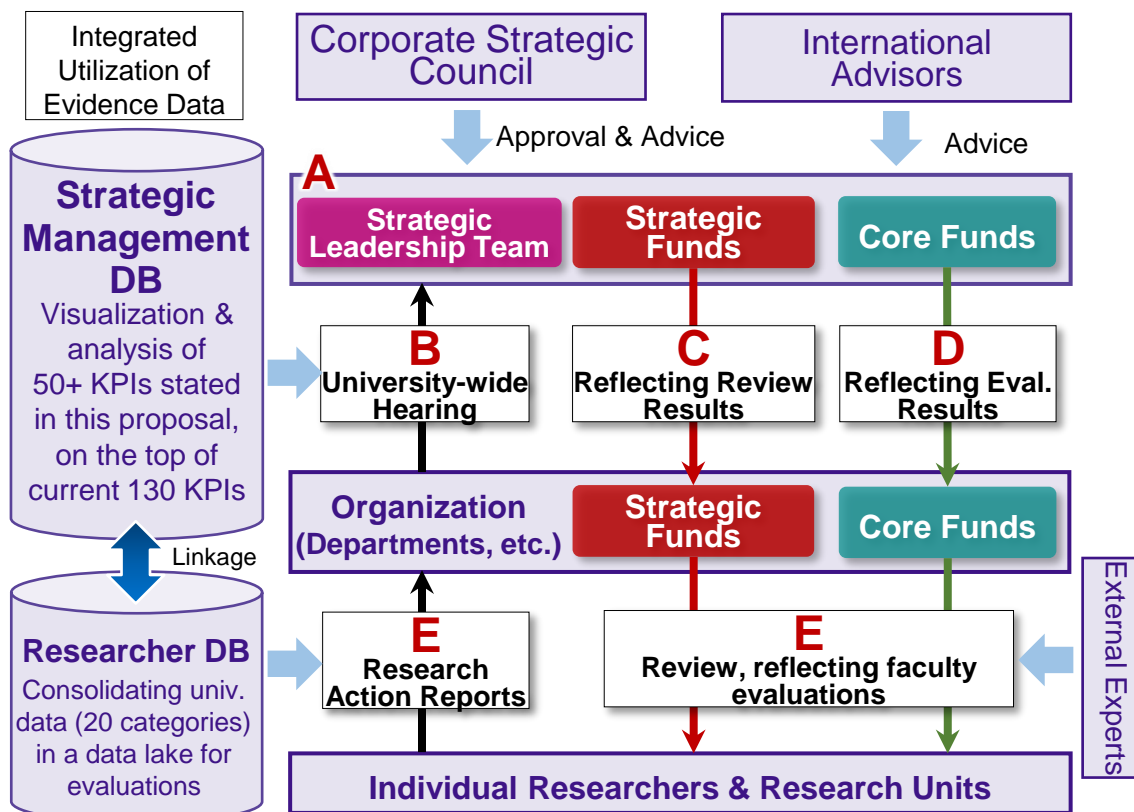 Integrated
Utilization of
Evidence Data
Corporate Strategic
Council
International
Advisors
Approval & Advice
Advice
Strategic
Management
DB
Visualization &
analysis of
50+ KPIs stated
in this proposal,
on the top of
current 130 KPIs
A
Strategic
Leadership Team
Strategic
Funds
Core Funds
B
University-wide
Hearing
C
Reflecting Review
Results
D
Reflecting Eval.
Results
Organization
(Departments, etc.)
Strategic
Funds
Core Funds
Linkage
Researcher DB
Consolidating univ.
data (20 categories)
in a data lake for
evaluations
E
Research
Action Reports
E
Review, reflecting faculty
evaluations
External Experts
Individual Researchers & Research Units